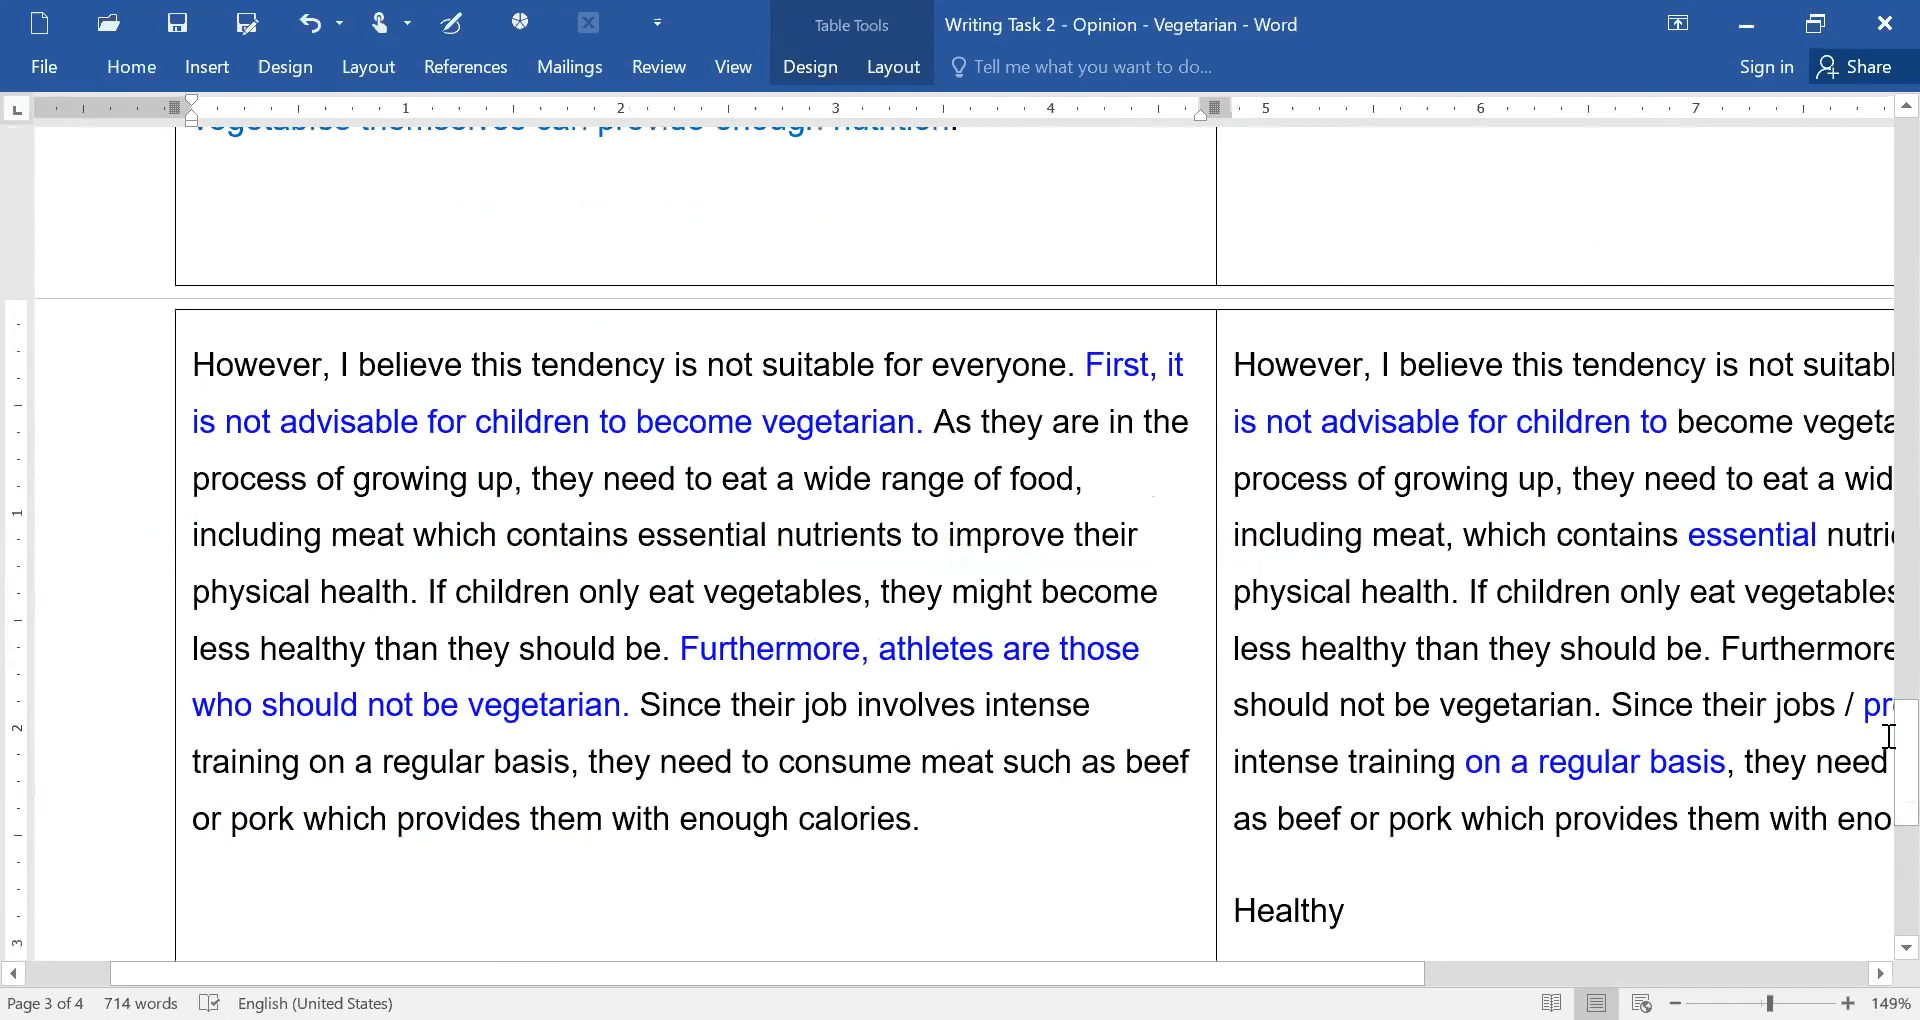 Table Tools
Writing Task 2 - Opinion - Vegetarian - Word
File Home Insert Design Layout References Mailings Review View Design Layout Tell me what you want to do... Sign in Share
1 2 3 4 5 6 7
vegetables themselves can provide enough nutrition.
However, I believe this tendency is not suitable for everyone. First, it
is not advisable for children to become vegetarian. As they are in the
process of growing up, they need to eat a wide range of food,
including meat which contains essential nutrients to improve their
physical health. If children only eat vegetables, they might become
less healthy than they should be. Furthermore, athletes are those
who should not be vegetarian. Since their job involves intense
training on a regular basis, they need to consume meat such as beef
or pork which provides them with enough calories.
However, I believe this tendency is not suitabl
is not advisable for children to become vegeta
process of growing up, they need to eat a wid
including meat, which contains essential nutri
physical health. If children only eat vegetables
less healthy than they should be. Furthermore
should not be vegetarian. Since their jobs / pr
intense training on a regular basis, they need
as beef or pork which provides them with eno
Healthy
1
2
3
Page 3 of 4 714 words English (United States) 149%